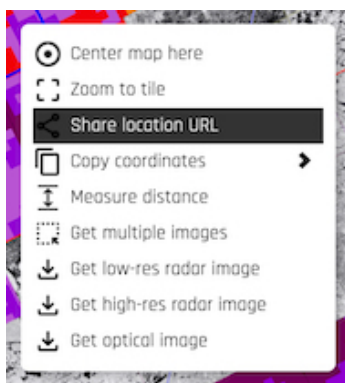 Center map here
Zoom to tile
Share location URL
Copy coordinates
Measure distance
Get multiple images
Get low-res radar image
Get high-res radar image
Get optical image